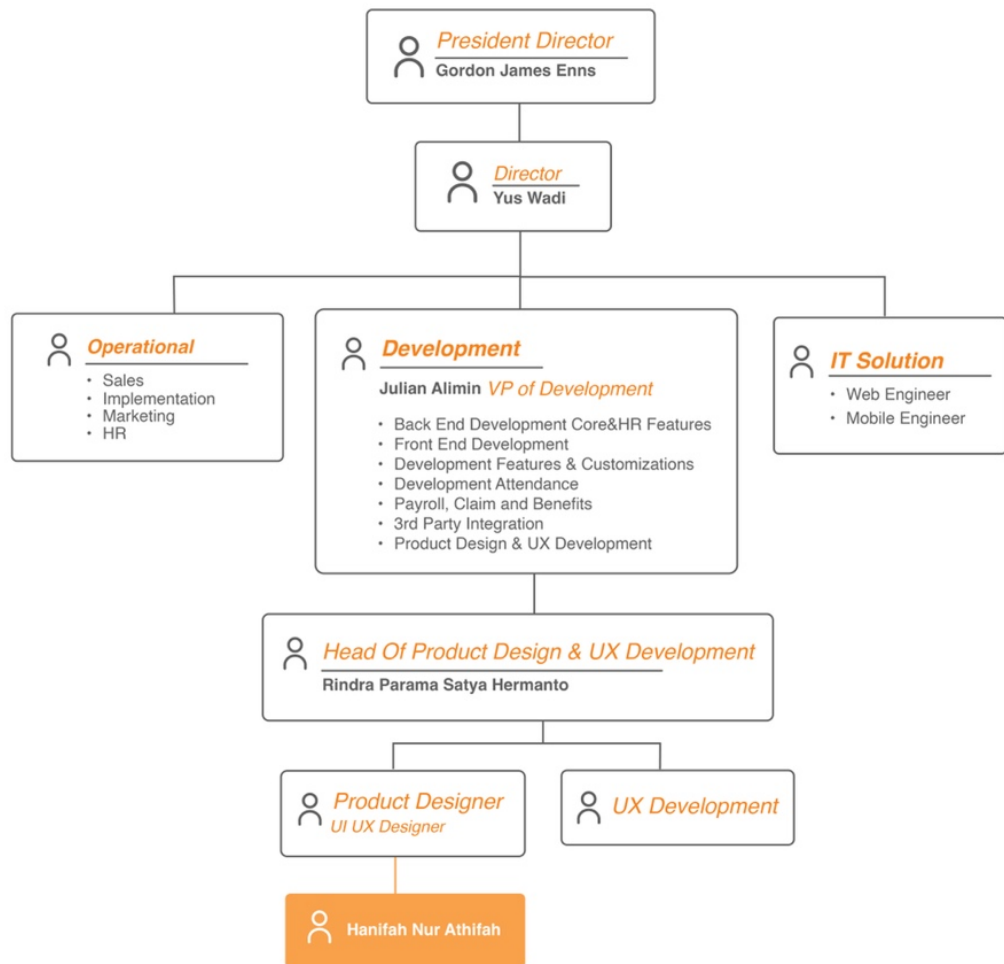 President Director
Gordon James Enns
Director
Yus Wadi
Operational
• Sales
• Implementation
• Marketing
• HR
Development
Julian Alimin VP of Development
• Back End Development Core&HR Features
• Front End Development
• Development Features & Customizations
• Development Attendance
• Payroll, Claim and Benefits
• 3rd Party Integration
• Product Design & UX Development
IT Solution
• Web Engineer
• Mobile Engineer
Head Of Product Design & UX Development
Rindra Parama Satya Hermanto
Product Designer
UI UX Designer
UX Development
Hanifah Nur Athifah